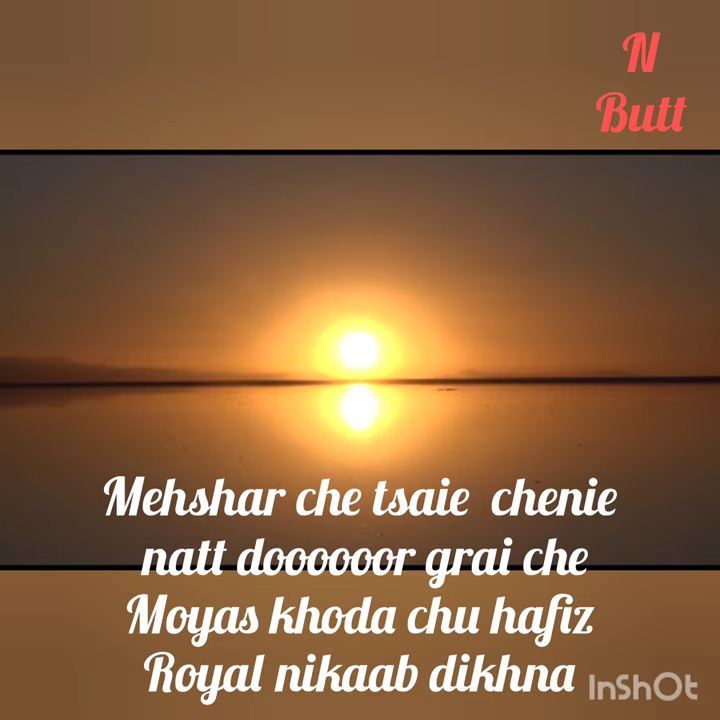 N
Butt
Mehshar che tsaie chenie
natt doooooor grai che
Moyas khoda chu hafiz
Royal nikaab dikhna
InShOt